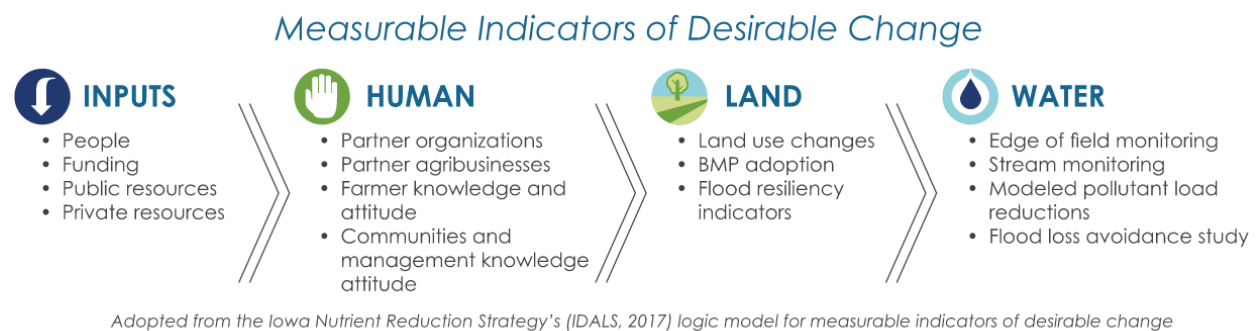 Measurable Indicators of Desirable Change
INPUTS
• People
• Funding
• Public resources
• Private resources
HUMAN
• Partner organizations
• Partner agribusinesses
• Farmer knowledge and
attitude
• Communities and
management knowledge
attitude
LAND
• Land use changes
• BMP adoption
• Flood resiliency
indicators
WATER
• Edge of field monitoring
• Stream monitoring
• Modeled pollutant load
reductions
• Flood loss avoidance study
Adopted from the Iowa Nutrient Reduction Strategy's (IDALS, 2017) logic model for measurable indicators of desirable change